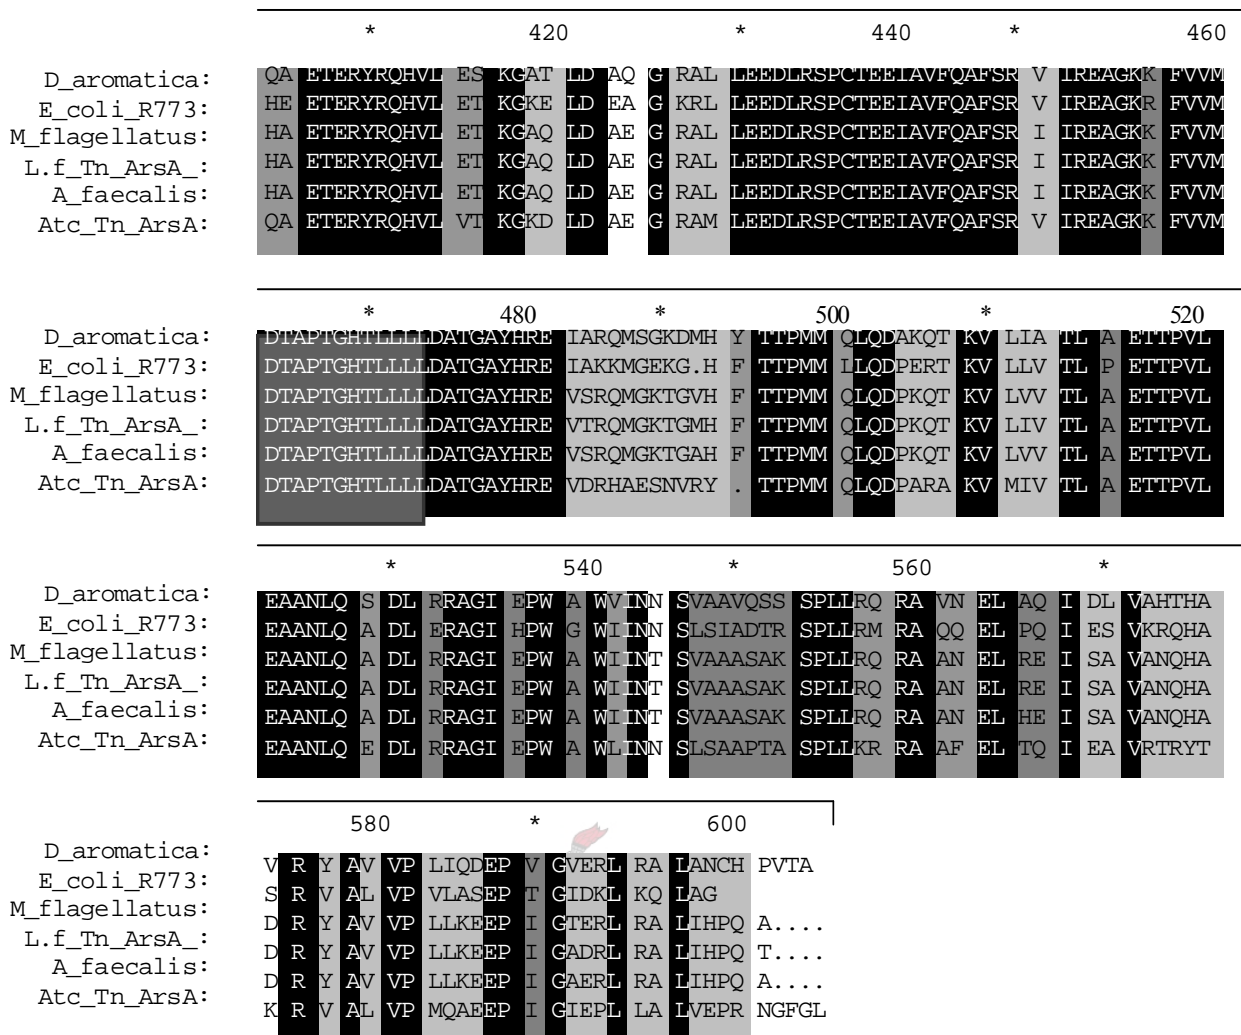 * 420 * 440 * 460
D_aromatica: QA ETERYRQHVL ES KGAT LD AQ G RAL LEEDLRSPCTEEIAVFQAFSR V IREAGKK FVVM
E_coli_R773: HE ETERYRQHVL ET KGKE LD EA G KRL LEEDLRSPCTEEIAVFQAFSR V IREAGKR FVVM
M_flagellatus: HA ETERYRQHVL ET KGAQ LD AE G RAL LEEDLRSPCTEEIAVFQAFSR I IREAGKK FVVM
L.f_Tn_ArsA_: HA ETERYRQHVL ET KGAQ LD AE G RAL LEEDLRSPCTEEIAVFQAFSR I IREAGKK FVVM
A_faecalis: HA ETERYRQHVL ET KGAQ LD AE G RAL LEEDLRSPCTEEIAVFQAFSR I IREAGKK FVVM
Atc_Tn_ArsA: QA ETERYRQHVL VT KGKD LD AE G RAM LEEDLRSPCTEEIAVFQAFSR V IREAGKK FVVM
* 480 * 500 * 520
D_aromatica: DTAPTGHTLLLLDATGAYHRE IARQMSGKDMH Y TTPMM QLQDAKQT KV LIA TL A ETTPVL
E_coli_R773: DTAPTGHTLLLLDATGAYHRE IAKKMGEKG.H F TTPMM LLQDPERT KV LLV TL P ETTPVL
M_flagellatus: DTAPTGHTLLLLDATGAYHRE VSRQMGKTGVH F TTPMM QLQDPKQT KV LVV TL A ETTPVL
L.f_Tn_ArsA_: DTAPTGHTLLLLDATGAYHRE VTRQMGKTGMH F TTPMM QLQDPKQT KV LIV TL A ETTPVL
A_faecalis: DTAPTGHTLLLLDATGAYHRE VSRQMGKTGAH F TTPMM QLQDPKQT KV LVV TL A ETTPVL
Atc_Tn_ArsA: DTAPTGHTLLLLDATGAYHRE VDRHAESNVRY . TTPMM QLQDPARA KV MIV TL A ETTPVL
* 540 * 560 *
D_aromatica: EAANLQ S DL RRAGI EPW A WVINN SVAAVQSS SPLLRQ RA VN EL AQ I DL VAHTHA
E_coli_R773: EAANLQ A DL ERAGI HPW G WIINN SLSIADTR SPLLRM RA QQ EL PQ I ES VKRQHA
M_flagellatus: EAANLQ A DL RRAGI EPW A WIINT SVAAASAK SPLLRQ RA AN EL RE I SA VANQHA
L.f_Tn_ArsA_: EAANLQ A DL RRAGI EPW A WIINT SVAAASAK SPLLRQ RA AN EL RE I SA VANQHA
A_faecalis: EAANLQ A DL RRAGI EPW A WIINT SVAAASAK SPLLRQ RA AN EL HE I SA VANQHA
Atc_Tn_ArsA: EAANLQ E DL RRAGI EPW A WLINN SLSAAPTA SPLLKR RA AF EL TQ I EA VRTRYT
580 * 600
D_aromatica: V R Y AV VP LIQDEP V GVERL RA LANCH PVTA
E_coli_R773: S R V AL VP VLASEP T GIDKL KQ LAG
M_flagellatus: D R Y AV VP LLKEEP I GTERL RA LIHPQ A....
L.f_Tn_ArsA_: D R Y AV VP LLKEEP I GADRL RA LIHPQ T....
A_faecalis: D R Y AV VP LLKEEP I GAERL RA LIHPQ A....
Atc_Tn_ArsA: K R V AL VP MQAEEP I GIEPL LA LVEPR NGFGL